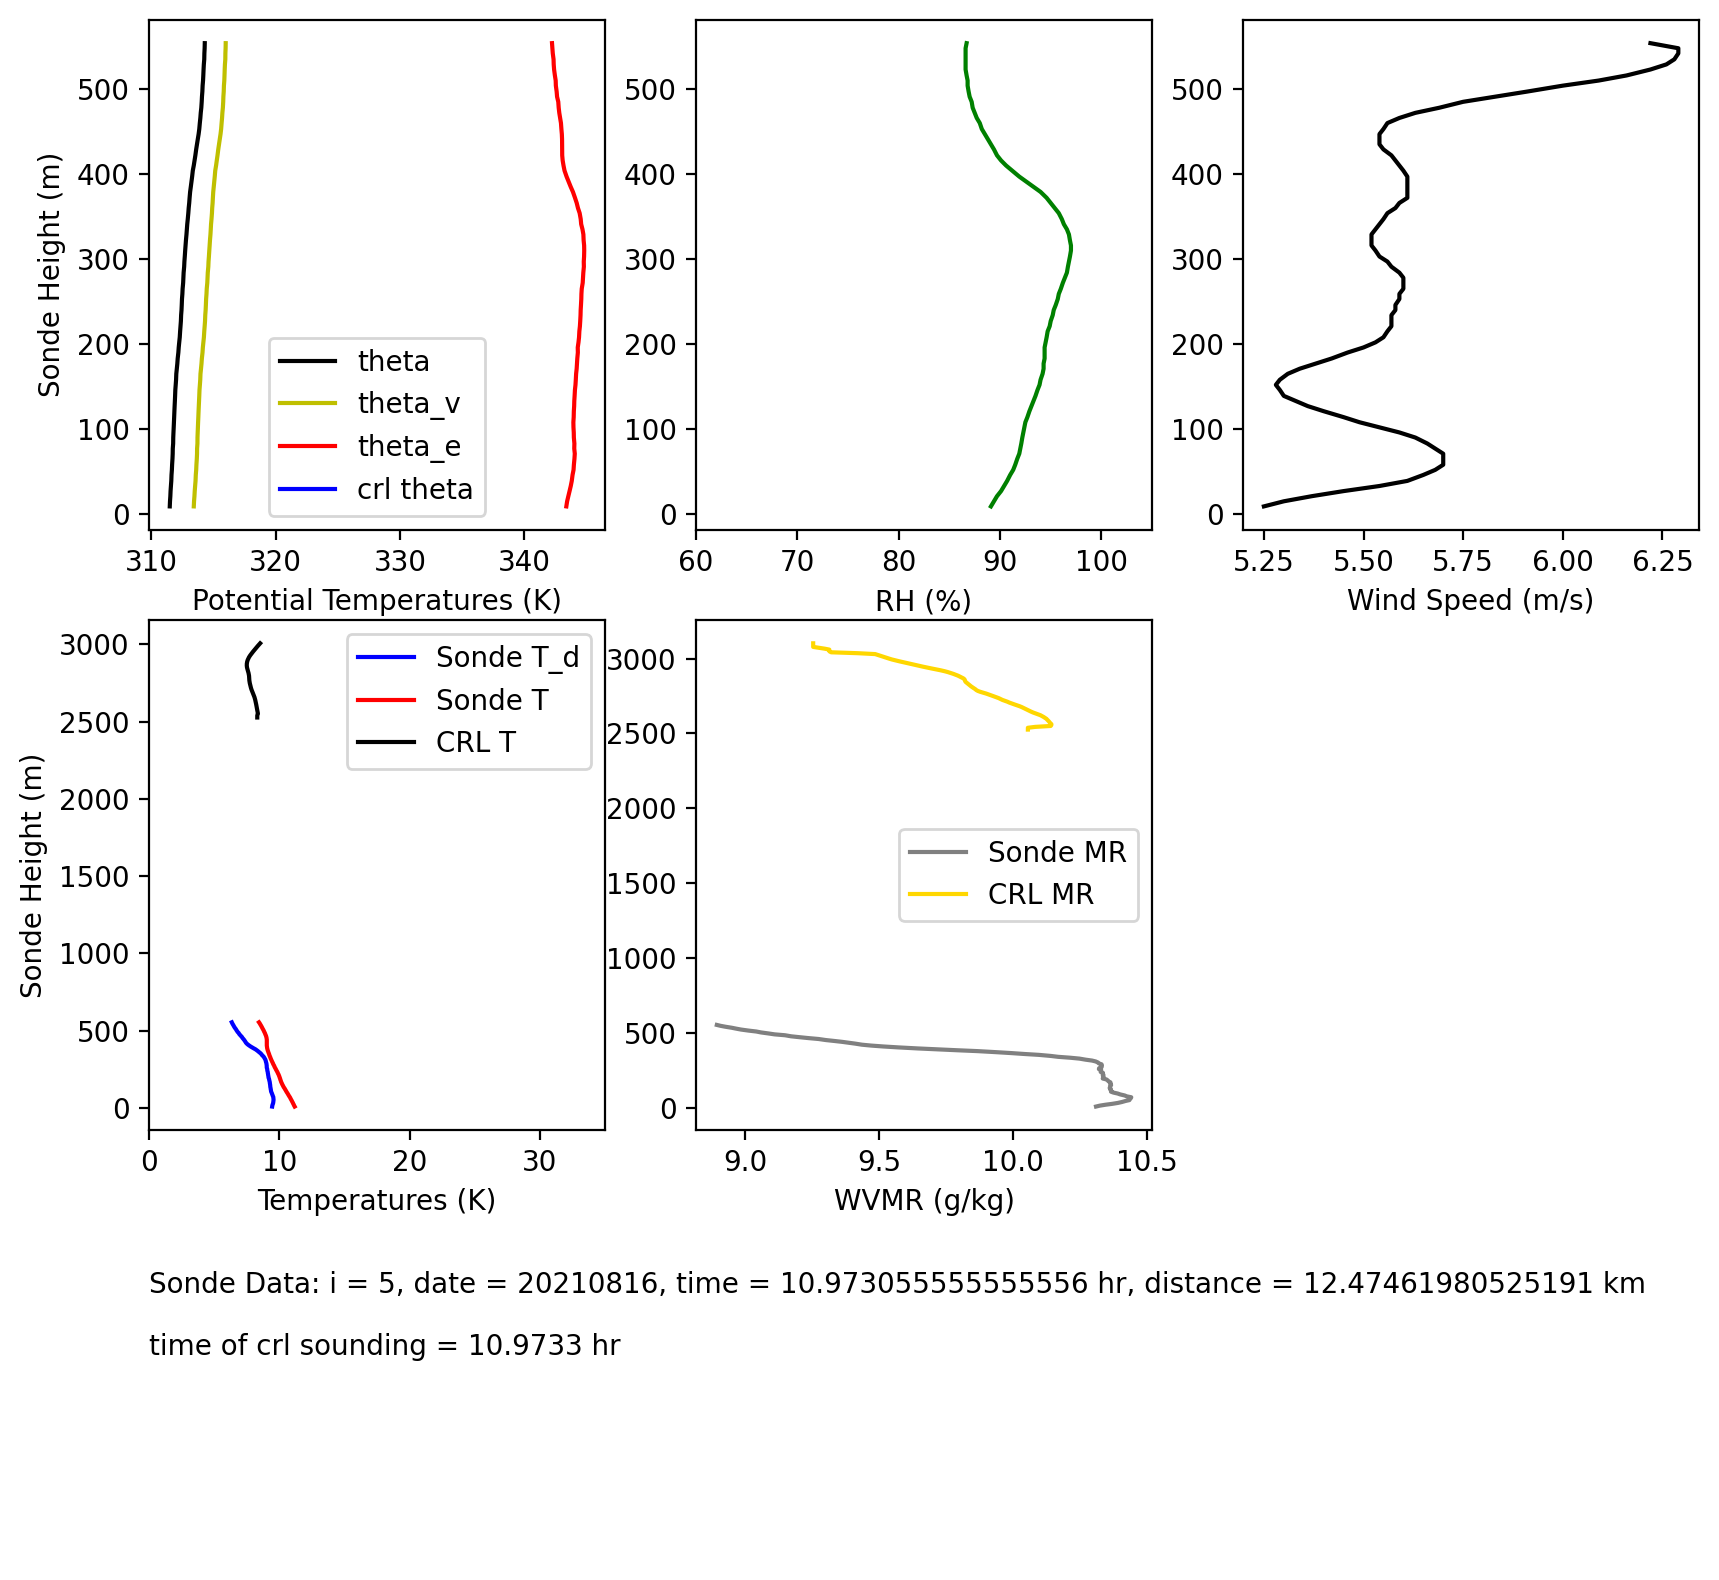 500
400
300
200
100
0
Sonde Height (m)
theta
theta_v
theta_e
crl theta
310 320 330 340
Potential Temperatures (K)
500
400
300
200
100
0
60 70 80 90 100
RH (%)
500
400
300
200
100
0
5.25 5.50 5.75 6.00 6.25
Wind Speed (m/s)
3000
2500
2000
1500
1000
500
0
Sonde Height (m)
Sonde T_d
Sonde T
CRL T
0 10 20 30
Temperatures (K)
3000
2500
2000
1500
1000
500
0
Sonde MR
CRL MR
9.0 9.5 10.0 10.5
WVMR (g/kg)
Sonde Data: i = 5, date = 20210816, time = 10.973055555555556 hr, distance = 12.47461980525191 km
time of crl sounding = 10.9733 hr